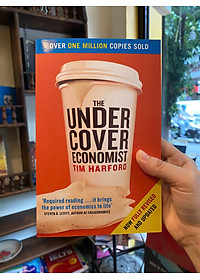 OVER ONE MILLION COPIES SOLD
THE
UNDER
COVER
ECONOMIST
TIM HARFORD
'Required reading . . . it brings
the power of economics to life'
STEVEN D. LEVITT, AUTHOR OF FREAKONOMICS
NOW FULLY REVISED
AND UPDATED